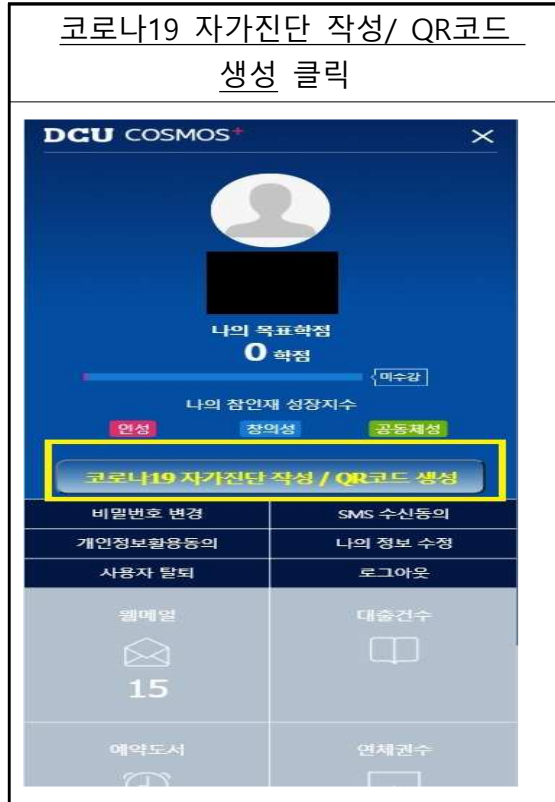 코로나19 자가진단 작성/ QR코드
생성 클릭
DCU COSMOS+
나의 목표학점
0 학점
미수강
나의 참인재 성장지수
인성 창의성 공동체성
코로나19 자가진단 작성 / QR코드 생성
비밀번호 변경 SMS 수신동의
개인정보활용동의 나의 정보 수정
사용자 탈퇴 로그아웃
웹메일 대출건수
15
예약도서 연체권수